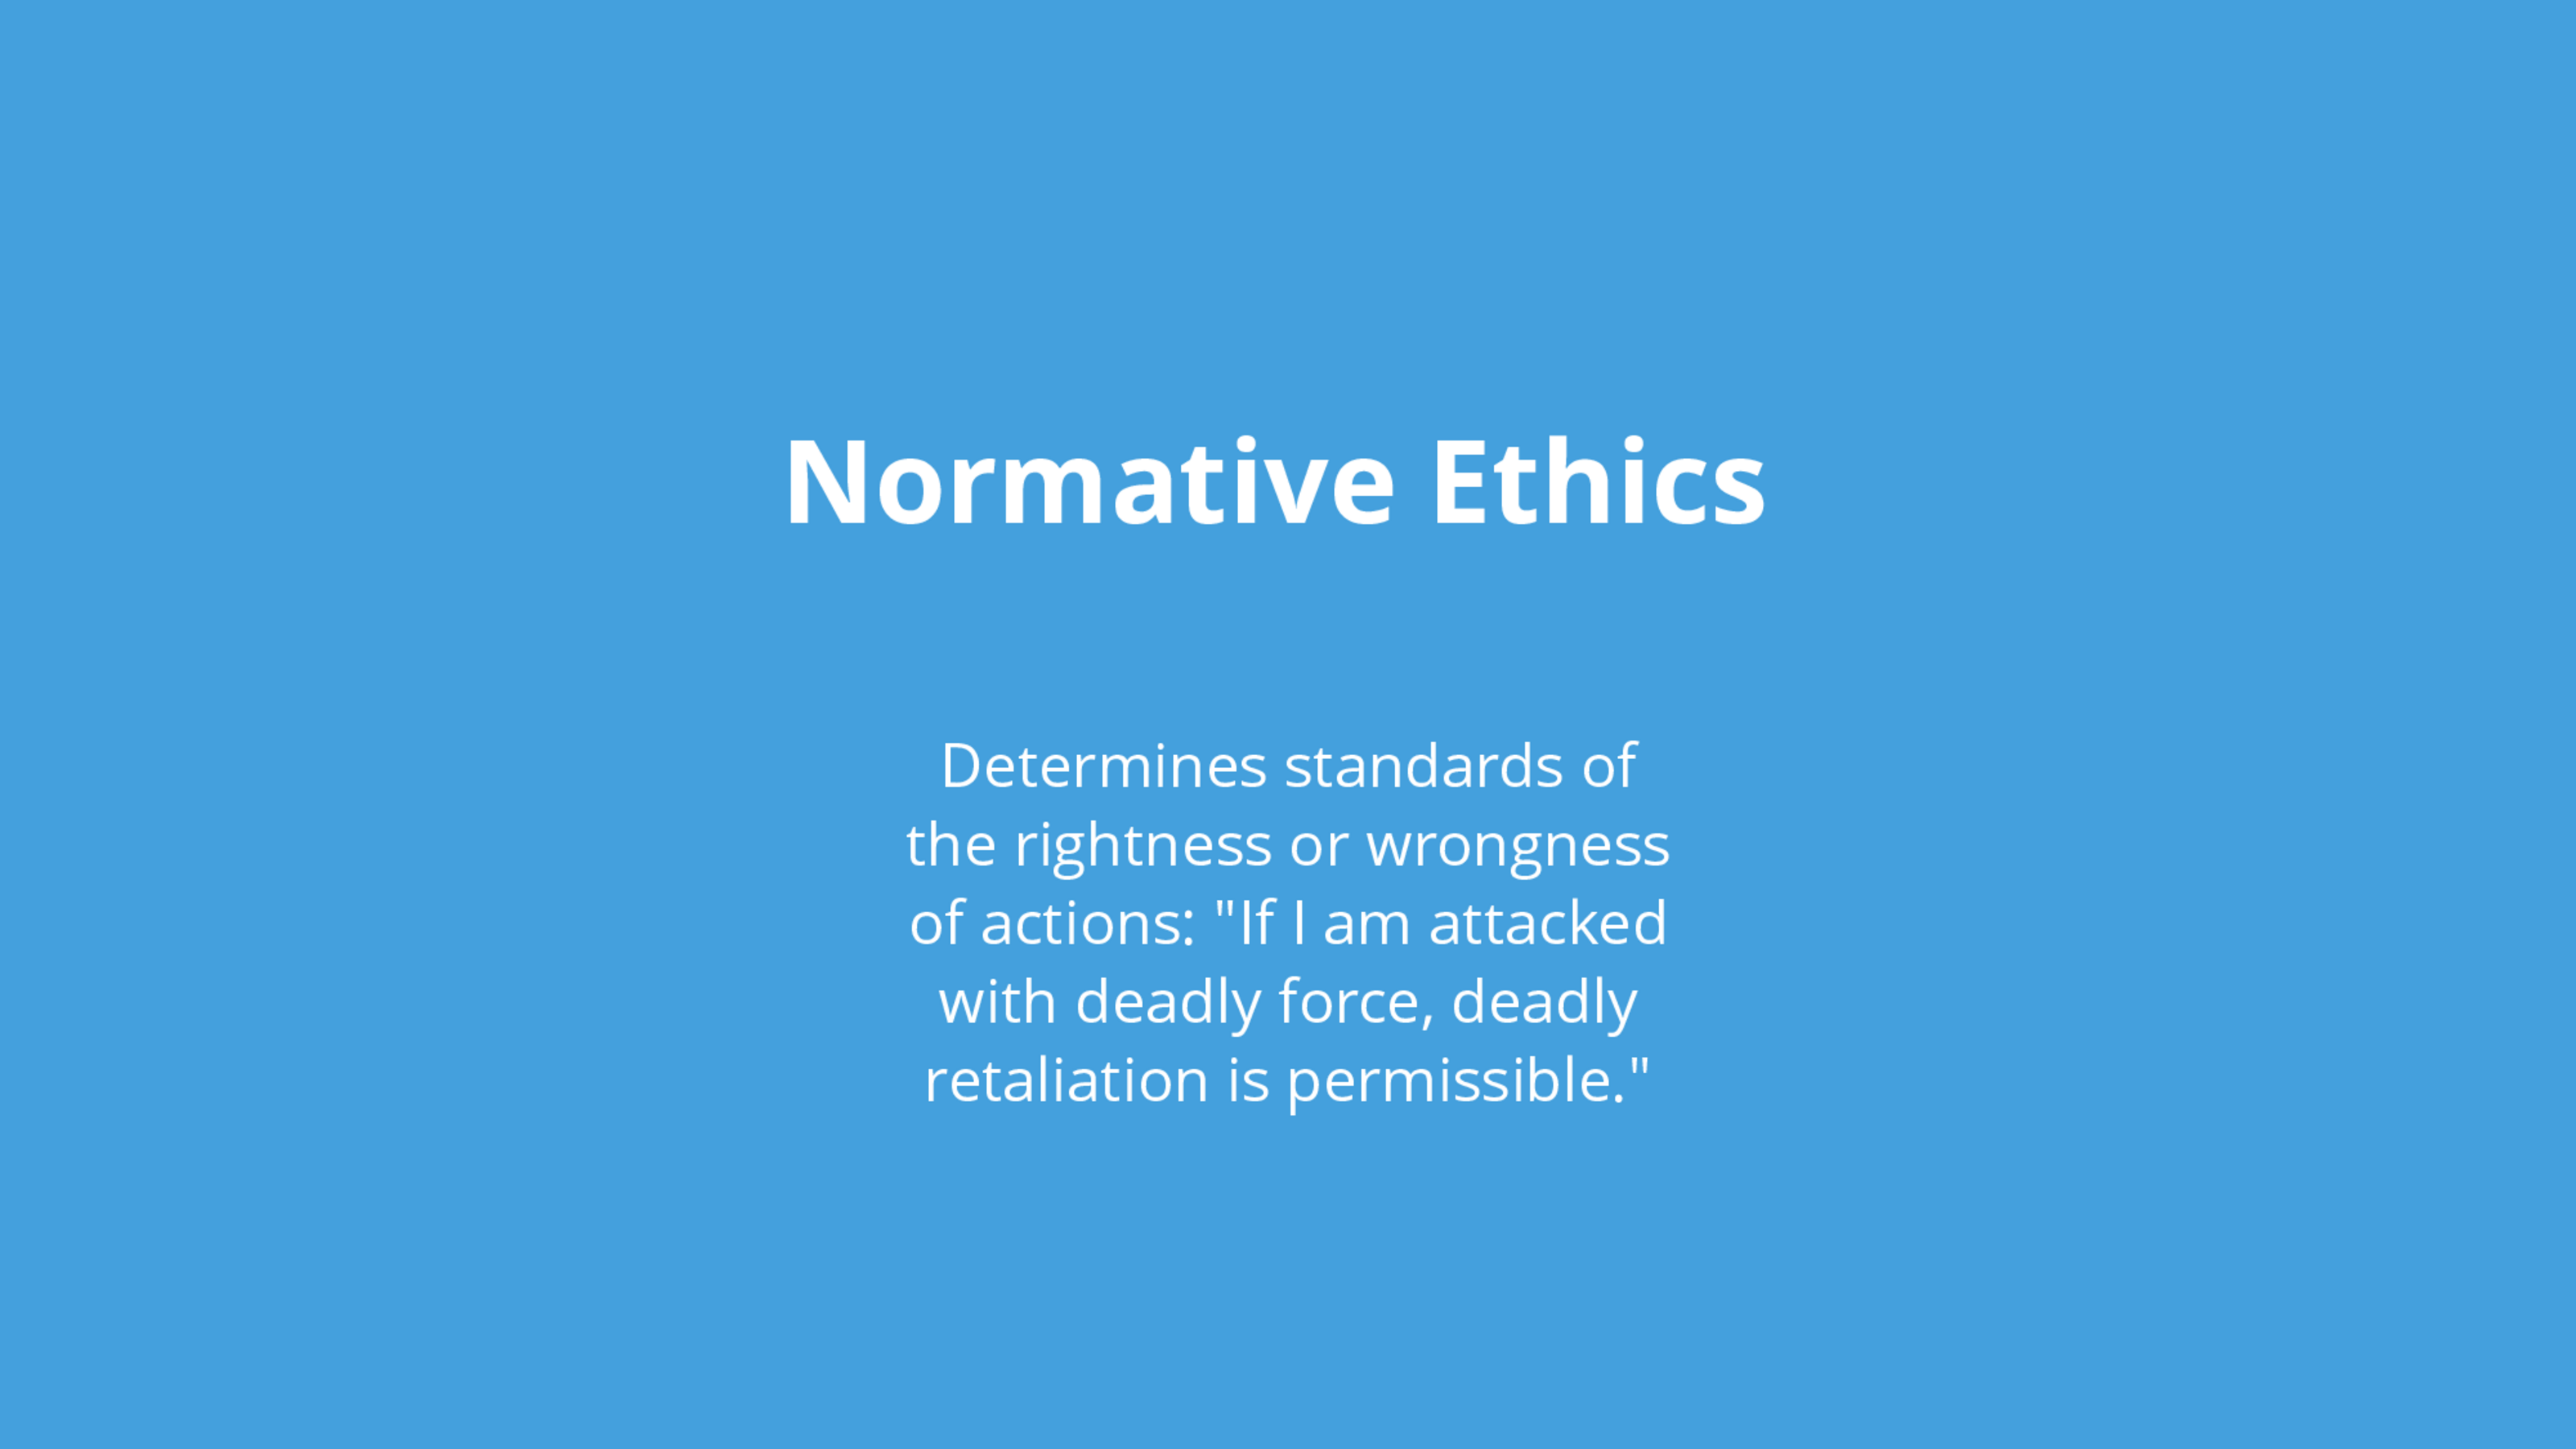 Normative Ethics
Determines standards of
the rightness or wrongness
of actions: "If I am attacked
with deadly force, deadly
retaliation is permissible."